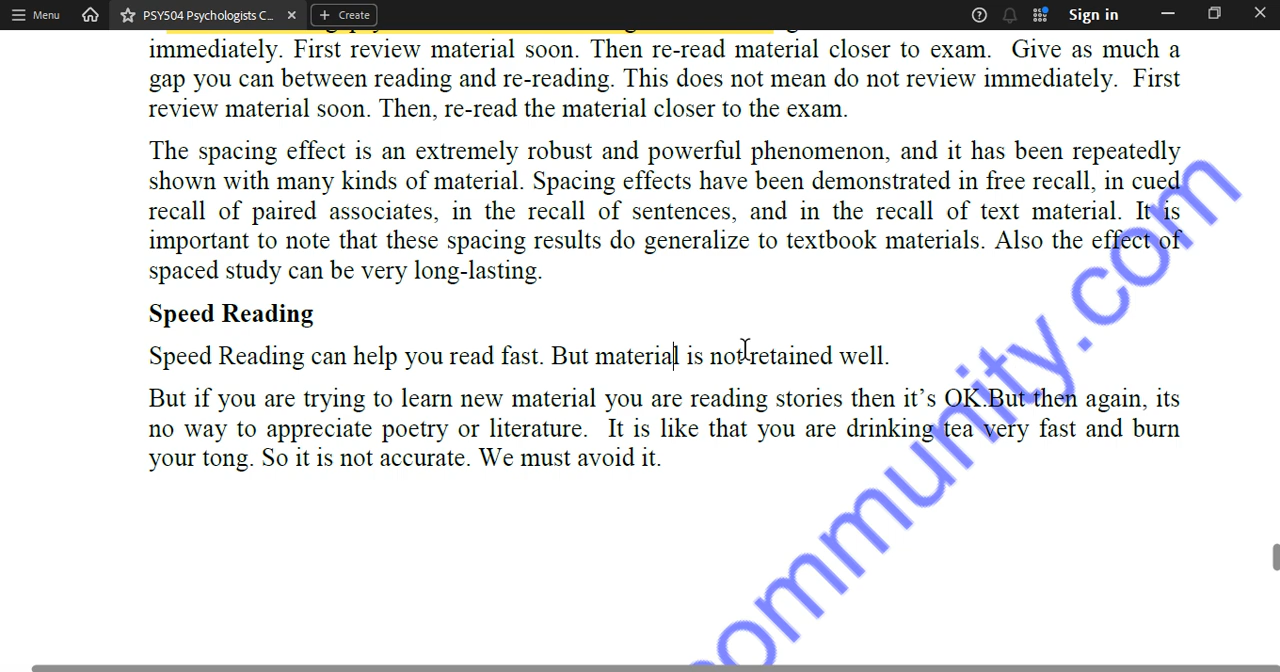 Menu
PSY504 Psychologists C...
Create
Sign in
immediately. First review material soon. Then re-read material closer to exam. Give as much a
gap you can between reading and re-reading. This does not mean do not review immediately. First
review material soon. Then, re-read the material closer to the exam.
The spacing effect is an extremely robust and powerful phenomenon, and it has been repeatedly
shown with many kinds of material. Spacing effects have been demonstrated in free recall, in cued
recall of paired associates, in the recall of sentences, and in the recall of text material. It is
important to note that these spacing results do generalize to textbook materials. Also the effect of
spaced study can be very long-lasting.
Speed Reading
Speed Reading can help you read fast. But material is not retained well.
But if you are trying to learn new material you are reading stories then it's OK.But then again, its
no way to appreciate poetry or literature. It is like that you are drinking tea very fast and burn
your tong. So it is not accurate. We must avoid it.
ommunity.com